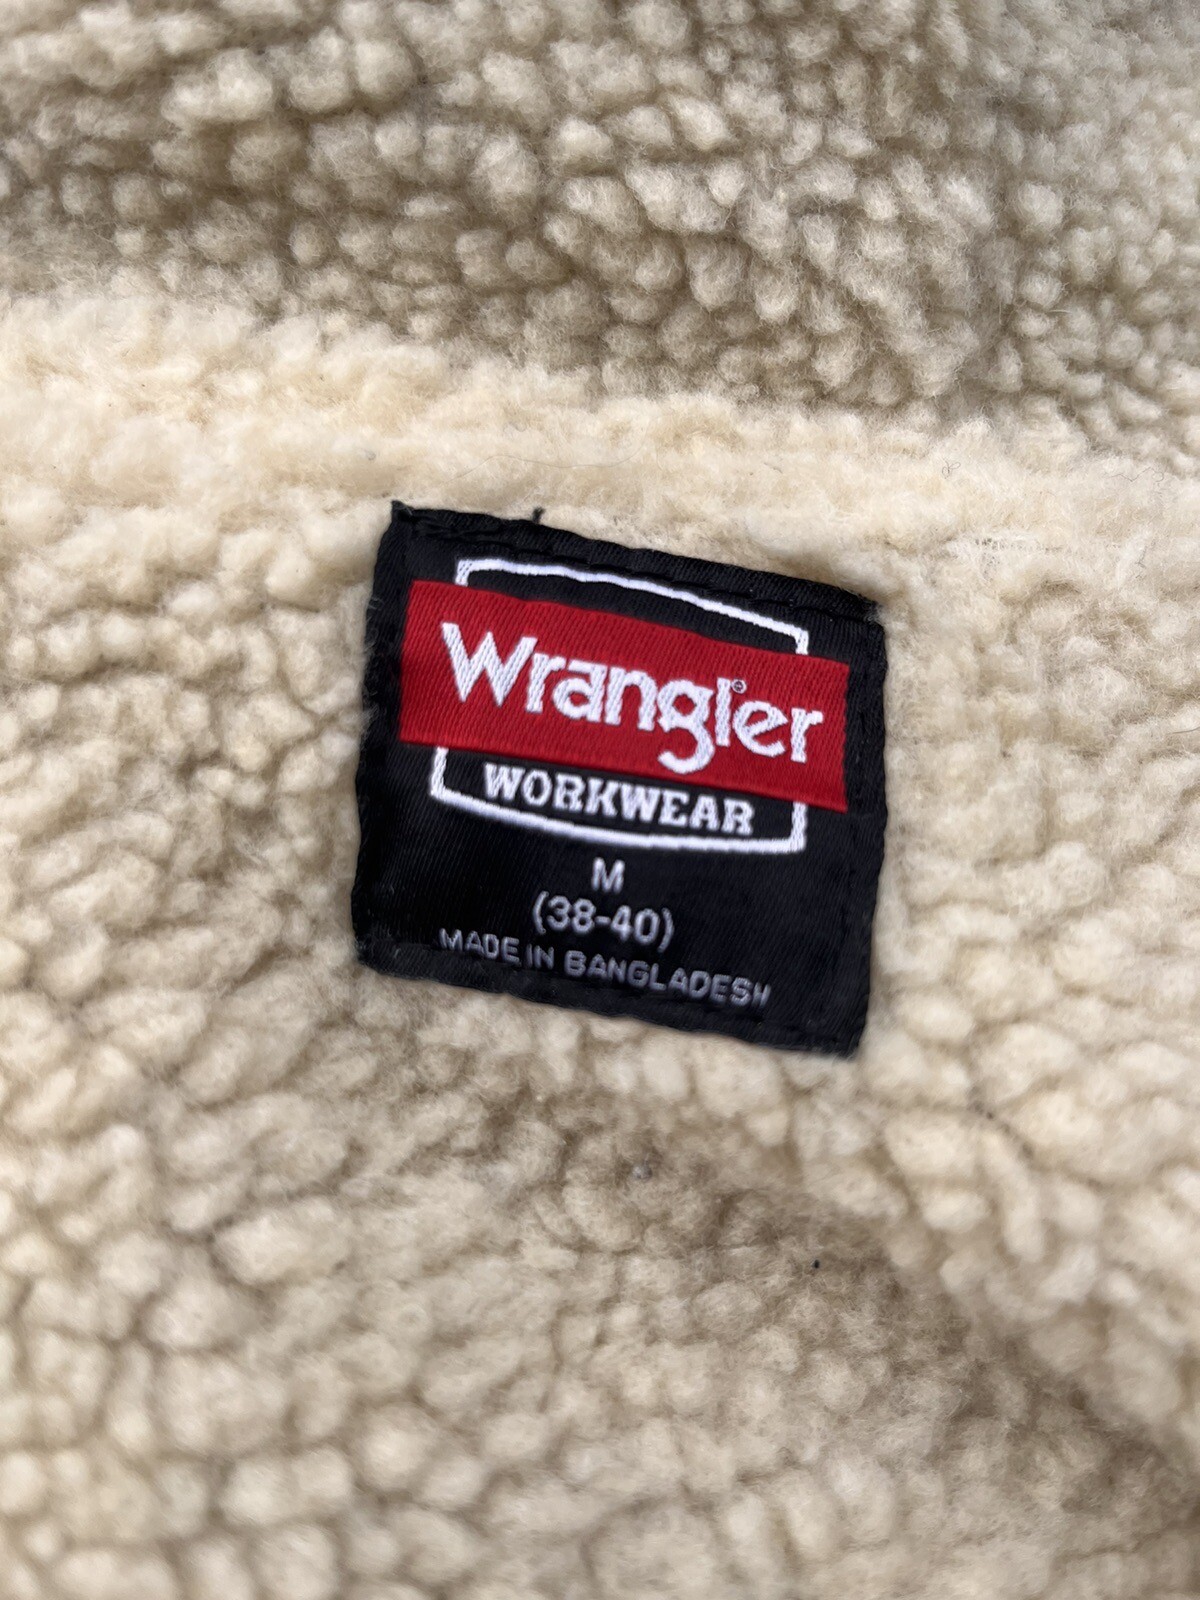 Wrangler®
WORKWEAR
M
(38-40)
MADE IN BANGLADESH